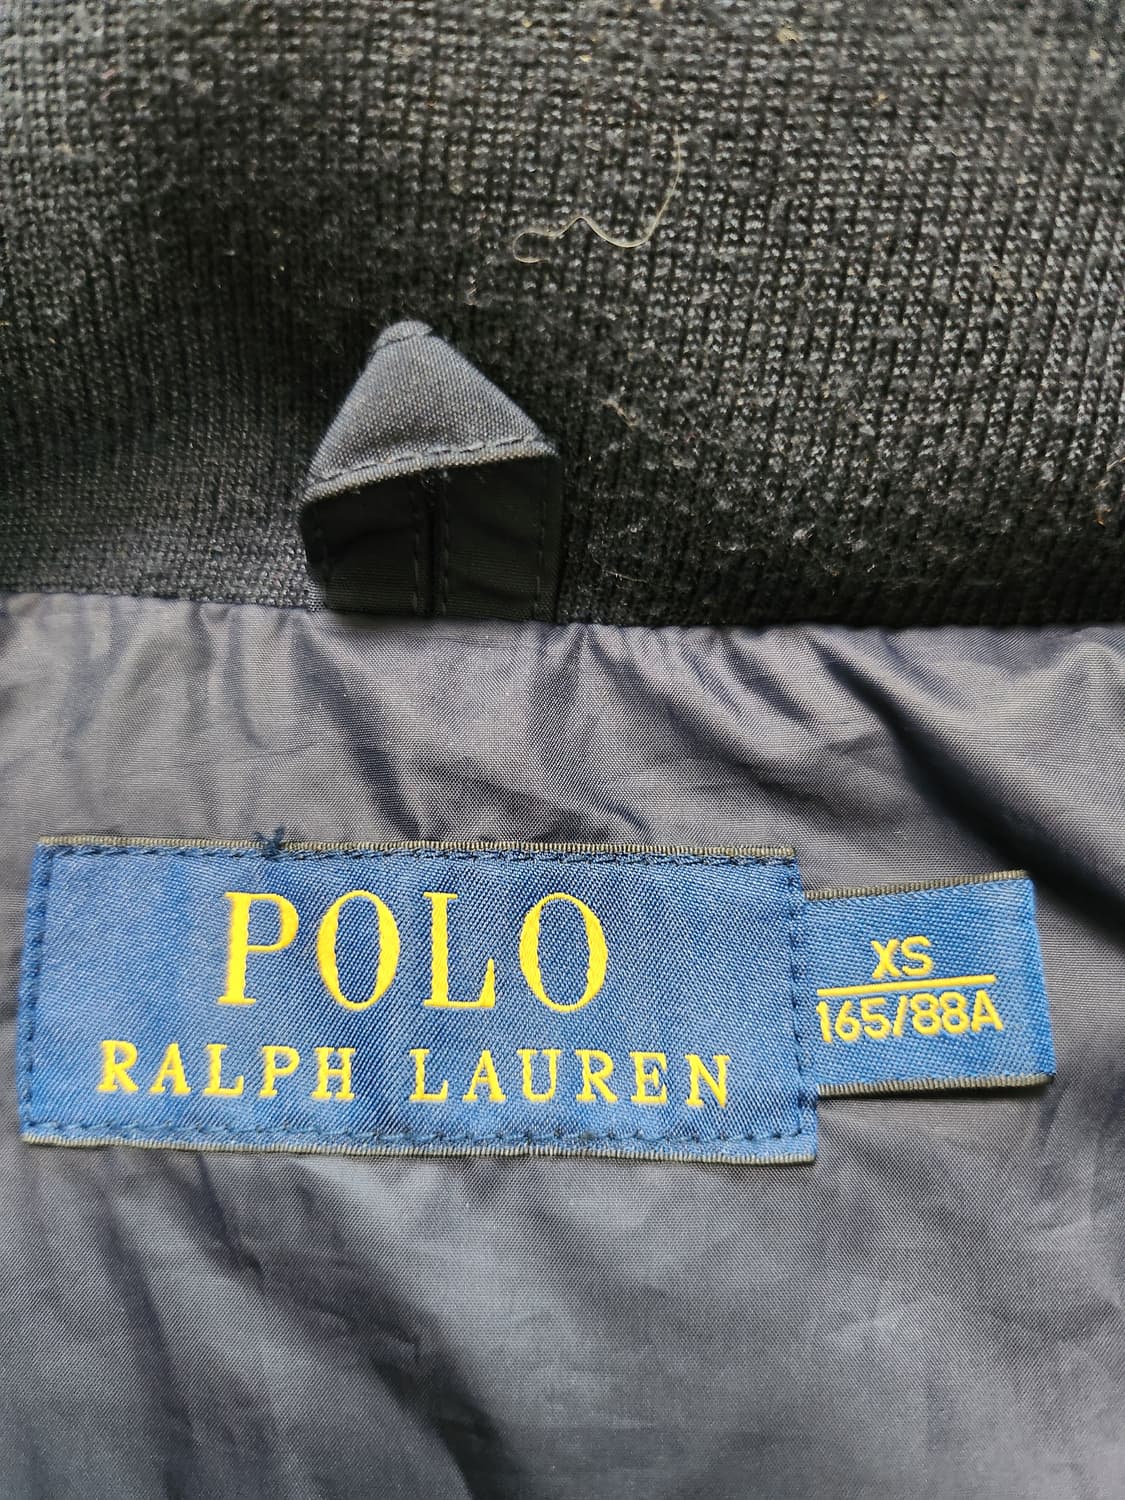 POLO
RALPH LAUREN
XS
165/88A